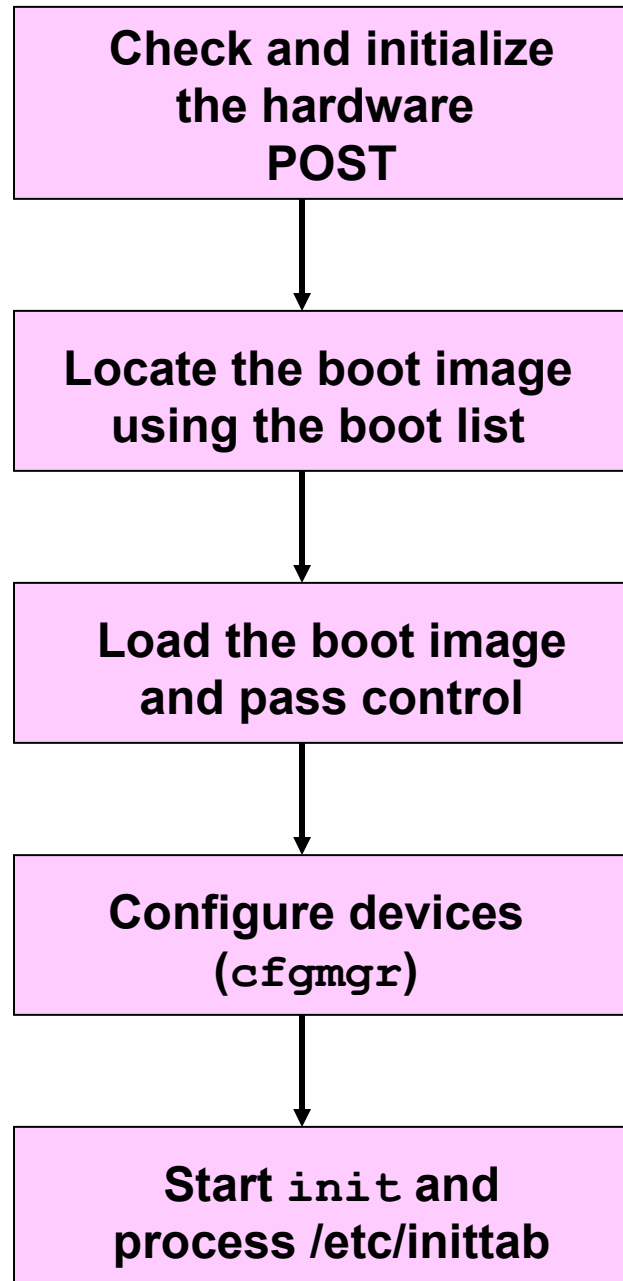 Check and initialize
the hardware
POST
Locate the boot image
using the boot list
Load the boot image
and pass control
Configure devices
(cfgmgr)
Start init and
process /etc/inittab